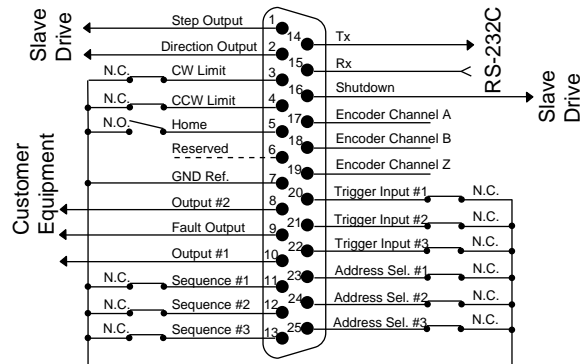 Slave Drive
Step Output 1
Direction Output 2
N.C. CW Limit 3
N.C. CCW Limit 4
N.O. Home 5
Reserved 6
GND Ref. 7
Customer Equipment
Output #2 8
Fault Output 9
Output #1 10
N.C. Sequence #1 11
N.C. Sequence #2 12
N.C. Sequence #3 13
14 Tx
15 Rx
RS-232C
16 Shutdown
Slave Drive
17 Encoder Channel A
18 Encoder Channel B
19 Encoder Channel Z
20 Trigger Input #1 N.C.
21 Trigger Input #2 N.C.
22 Trigger Input #3 N.C.
23 Address Sel. #1 N.C.
24 Address Sel. #2 N.C.
25 Address Sel. #3 N.C.